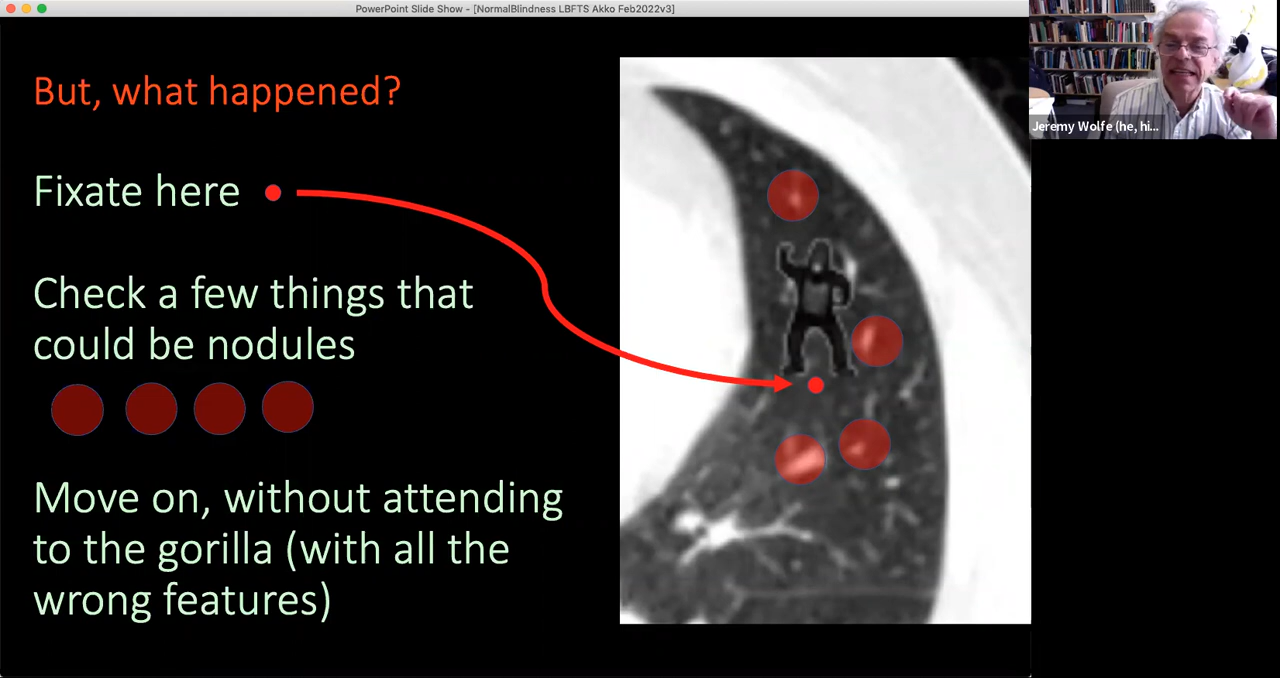 PowerPoint Slide Show - [NormalBlindness LBFTS Akko Feb2022v3]
But, what happened?
Fixate here
Check a few things that
could be nodules
Move on, without attending
to the gorilla (with all the
wrong features)
Jeremy Wolfe (he, hi...